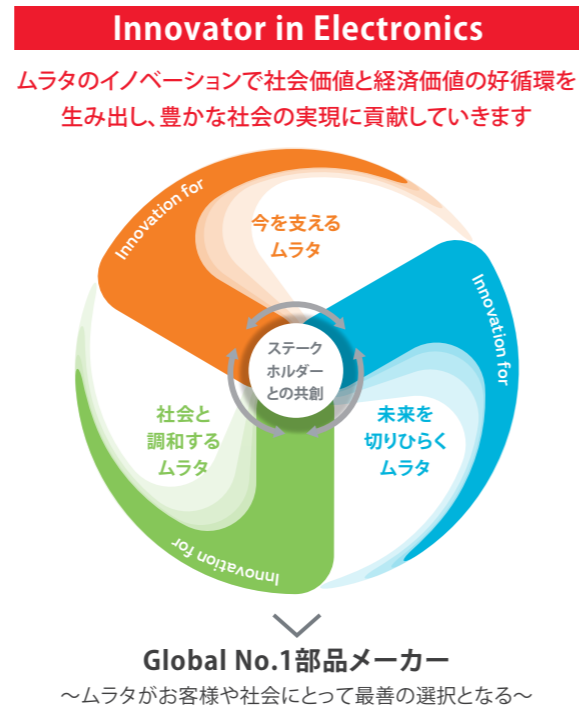 Innovator in Electronics
ムラタのイノベーションで社会価値と経済価値の好循環を
生み出し、豊かな社会の実現に貢献していきます
Innovation for
今を支える
ムラタ
Innovation for
未来を
切りひらく
ムラタ
ステーク
ホルダー
との共創
社会と
調和する
ムラタ
Innovation for
Global No.1部品メーカー
～ムラタがお客様や社会にとって最善の選択となる～